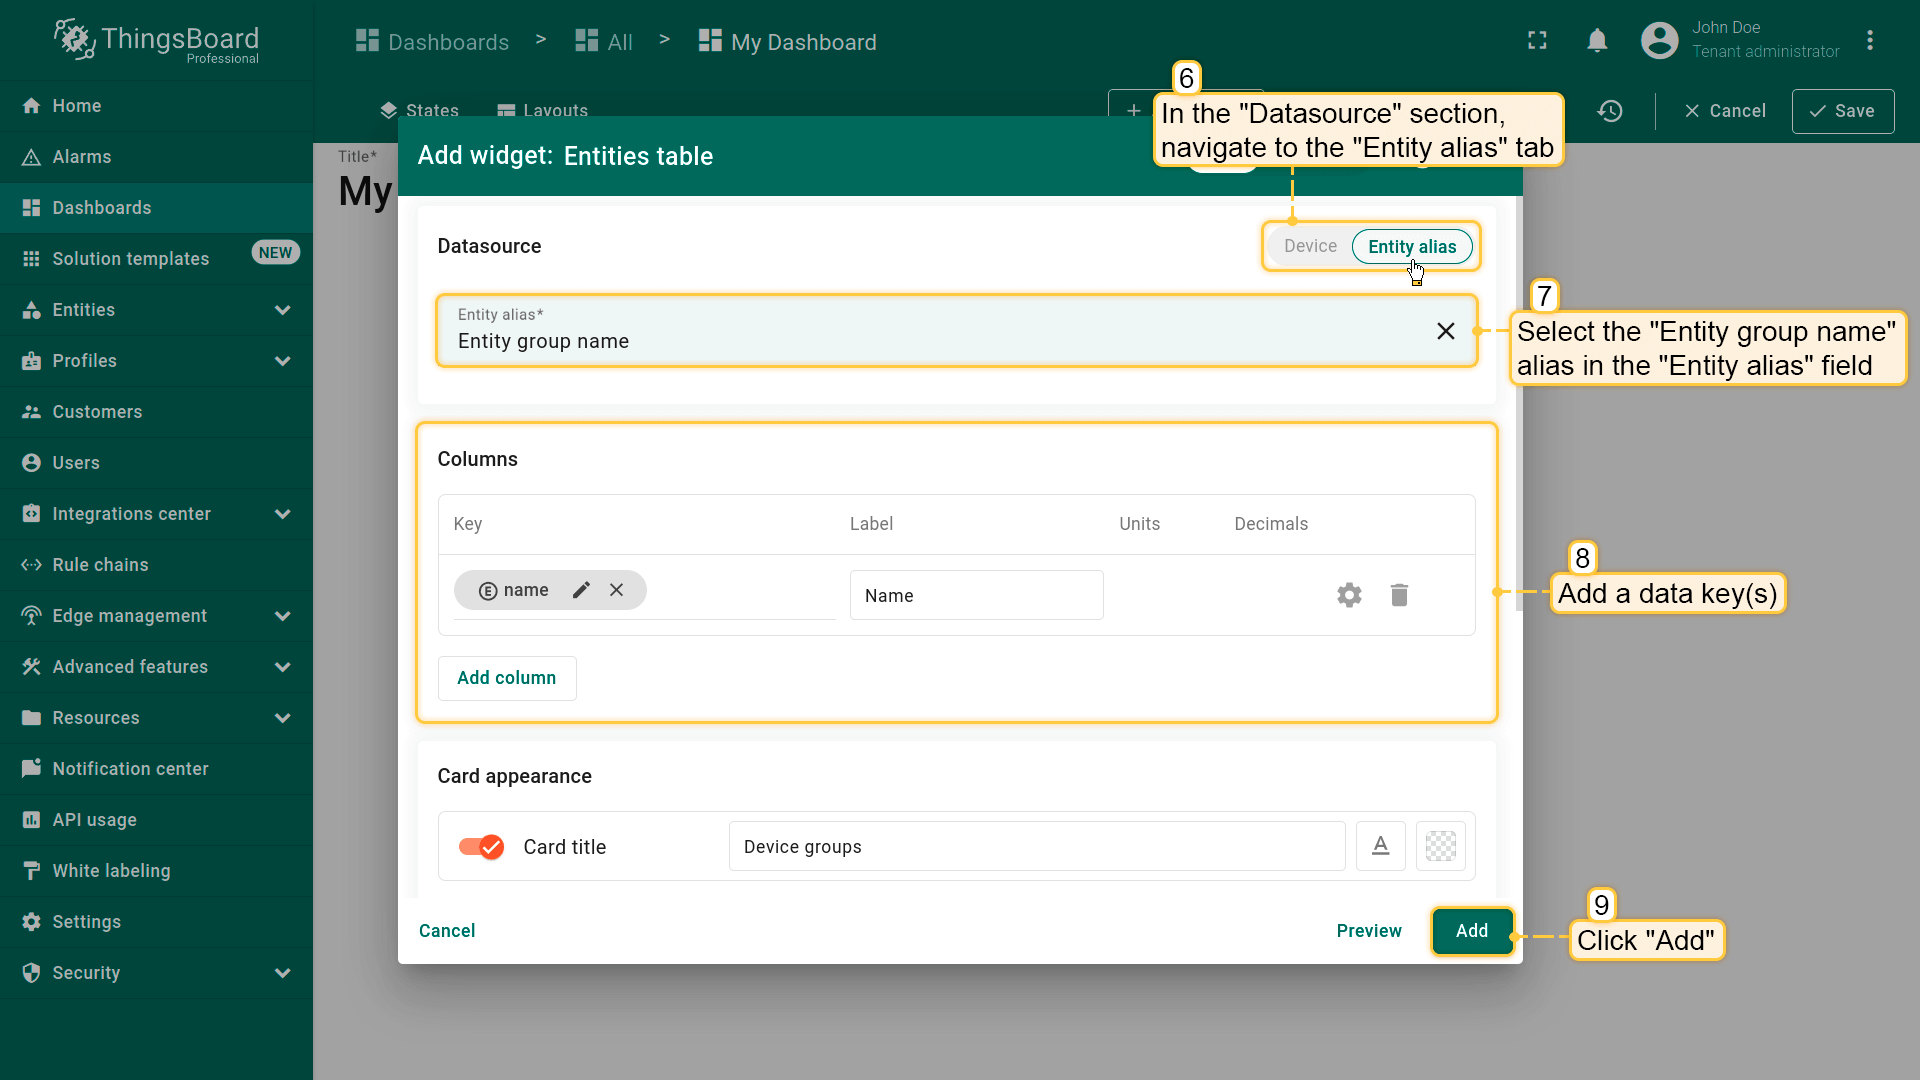 ThingsBoard
Professional
Dashboards > All > My Dashboard
John Doe
Tenant administrator
Home
Alarms
Dashboards
Solution templates NEW
Entities
Profiles
Customers
Users
Integrations center
Rule chains
Edge management
Advanced features
Resources
Notification center
API usage
White labeling
Settings
Security
States Layouts
Cancel Save
Title*
My
Add widget: Entities table
6
In the "Datasource" section,
navigate to the "Entity alias" tab
Datasource
Device Entity alias
Entity alias*
Entity group name
7
Select the "Entity group name"
alias in the "Entity alias" field
Columns
Key Label Units Decimals
E name Name
Add column
8
Add a data key(s)
Card appearance
Card title Device groups A
Cancel Preview Add
9
Click "Add"